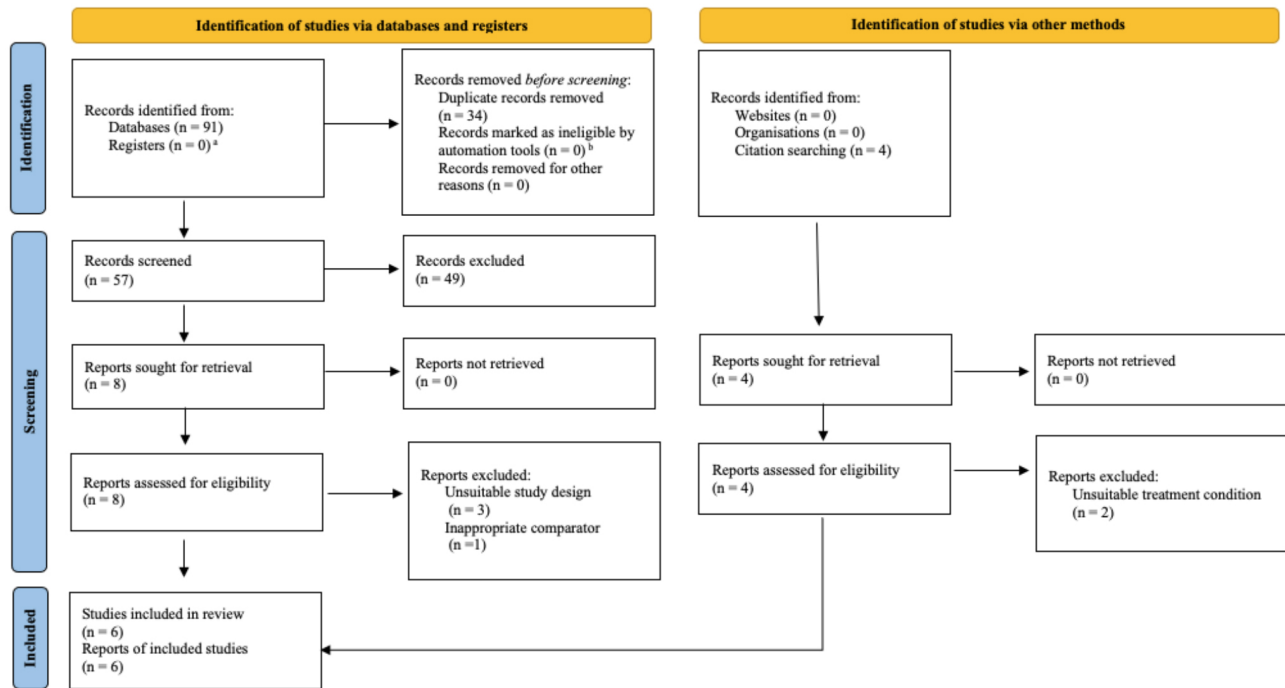 Identification of studies via databases and registers
Identification of studies via other methods
Identification
Records identified from:
Databases (n = 91)
Registers (n = 0) a
Records removed before screening:
Duplicate records removed
(n = 34)
Records marked as ineligible by
automation tools (n = 0) b
Records removed for other
reasons (n = 0)
Records identified from:
Websites (n = 0)
Organisations (n = 0)
Citation searching (n = 4)
Screening
Records screened
(n = 57)
Records excluded
(n = 49)
Reports sought for retrieval
(n = 8)
Reports not retrieved
(n = 0)
Reports sought for retrieval
(n = 4)
Reports not retrieved
(n = 0)
Reports assessed for eligibility
(n = 8)
Reports excluded:
Unsuitable study design
(n = 3)
Inappropriate comparator
(n =1)
Reports assessed for eligibility
(n = 4)
Reports excluded:
Unsuitable treatment condition
(n = 2)
Included
Studies included in review
(n = 6)
Reports of included studies
(n = 6)